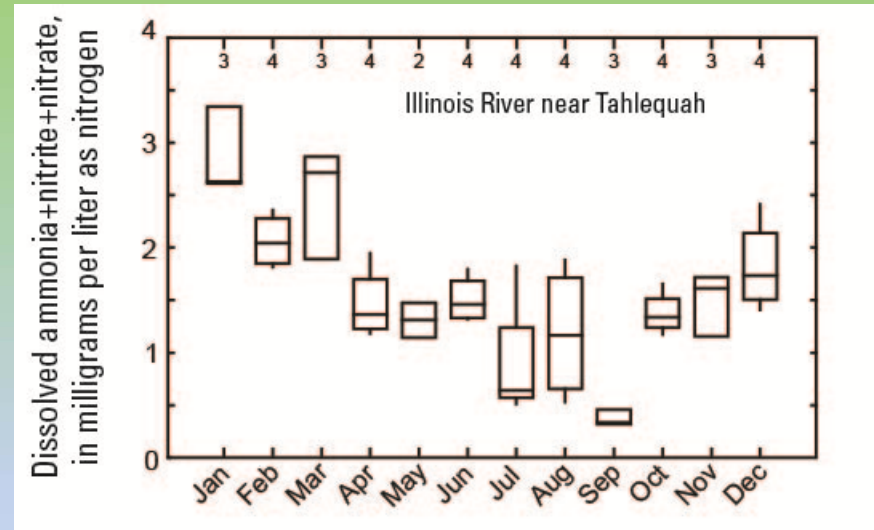 Dissolved ammonia+nitrite+nitrate,
in milligrams per liter as nitrogen
4
3
2
1
0
3 4 3 4 2 4 4 4 3 4 3 4
Illinois River near Tahlequah
Jan Feb Mar Apr May Jun Jul Aug Sep Oct Nov Dec